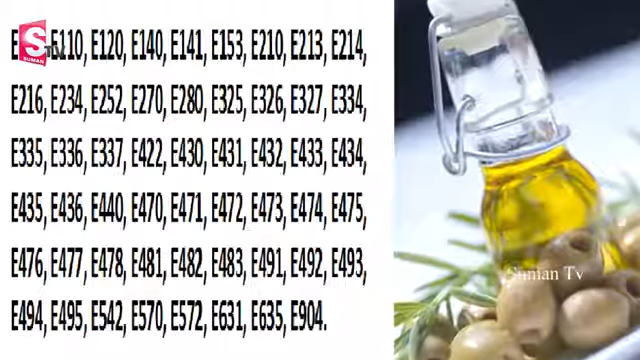 E110, E120, E140, E141, E153, E210, E213, E214,
E216, E234, E252, E270, E280, E325, E326, E327, E334,
E335, E336, E337, E422, E430, E431, E432, E433, E434,
E435, E436, E440, E470, E471, E472, E473, E474, E475,
E476, E477, E478, E481, E482, E483, E491, E492, E493,
E494, E495, E542, E570, E572, E631, E635, E904.
S TV
SUMAN
Suman Tv